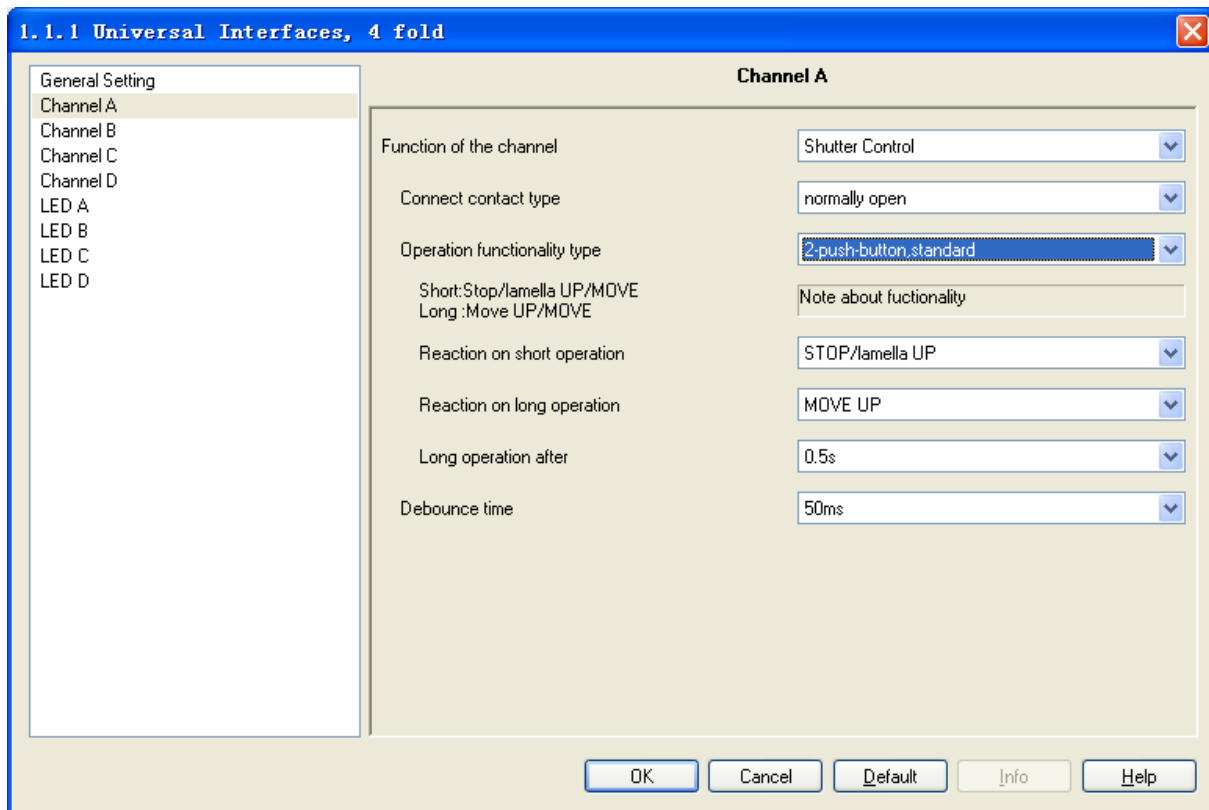 1.1.1 Universal Interfaces, 4 fold
General Setting
Channel A
Channel B
Channel C
Channel D
LED A
LED B
LED C
LED D
Channel A
Function of the channel
Shutter Control
Connect contact type
normally open
Operation functionality type
2-push-button,standard
Short:Stop/lamella UP/MOVE
Long :Move UP/MOVE
Note about fuctionality
Reaction on short operation
STOP/lamella UP
Reaction on long operation
MOVE UP
Long operation after
0.5s
Debounce time
50ms
OK
Cancel
Default
Info
Help